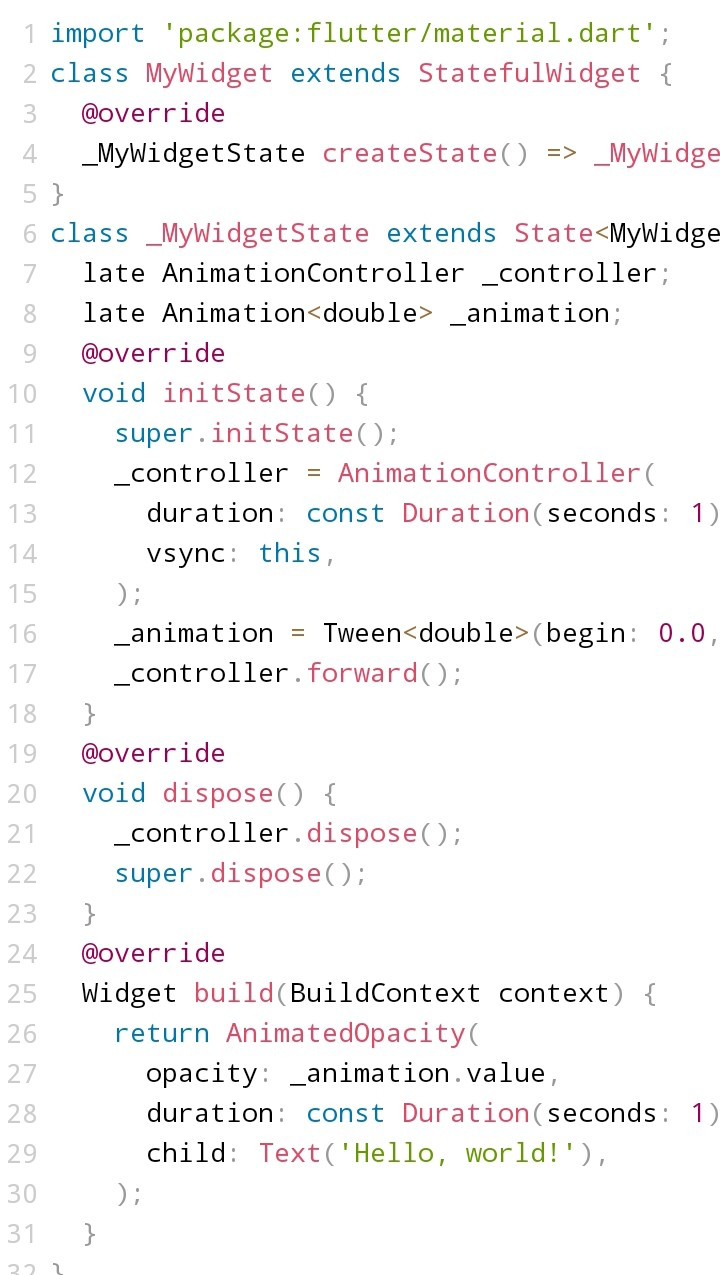 1 import 'package:flutter/material.dart';
2 class MyWidget extends StatefulWidget {
3   @override
4   _MyWidgetState createState() => _MyWidge
5 }
6 class _MyWidgetState extends State<MyWidge
7   late AnimationController _controller;
8   late Animation<double> _animation;
9   @override
10   void initState() {
11     super.initState();
12     _controller = AnimationController(
13       duration: const Duration(seconds: 1)
14       vsync: this,
15     );
16     _animation = Tween<double>(begin: 0.0,
17     _controller.forward();
18   }
19   @override
20   void dispose() {
21     _controller.dispose();
22     super.dispose();
23   }
24   @override
25   Widget build(BuildContext context) {
26     return AnimatedOpacity(
27       opacity: _animation.value,
28       duration: const Duration(seconds: 1)
29       child: Text('Hello, world!'),
30     );
31   }
32 }